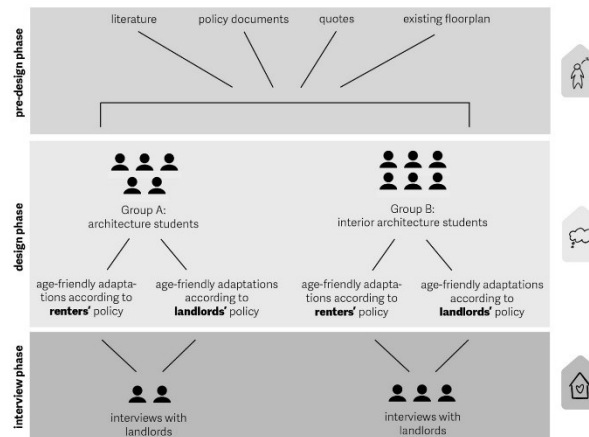 pre-design phase
literature
policy documents
quotes
existing floorplan
design phase
Group A:
architecture students
Group B:
interior architecture students
age-friendly adapta-
tions according to
renters' policy
age-friendly adaptations
according to
landlords' policy
age-friendly adapta-
tions according to
renters' policy
age-friendly adaptations
according to
landlords' policy
interview phase
interviews with
landlords
interviews with
landlords